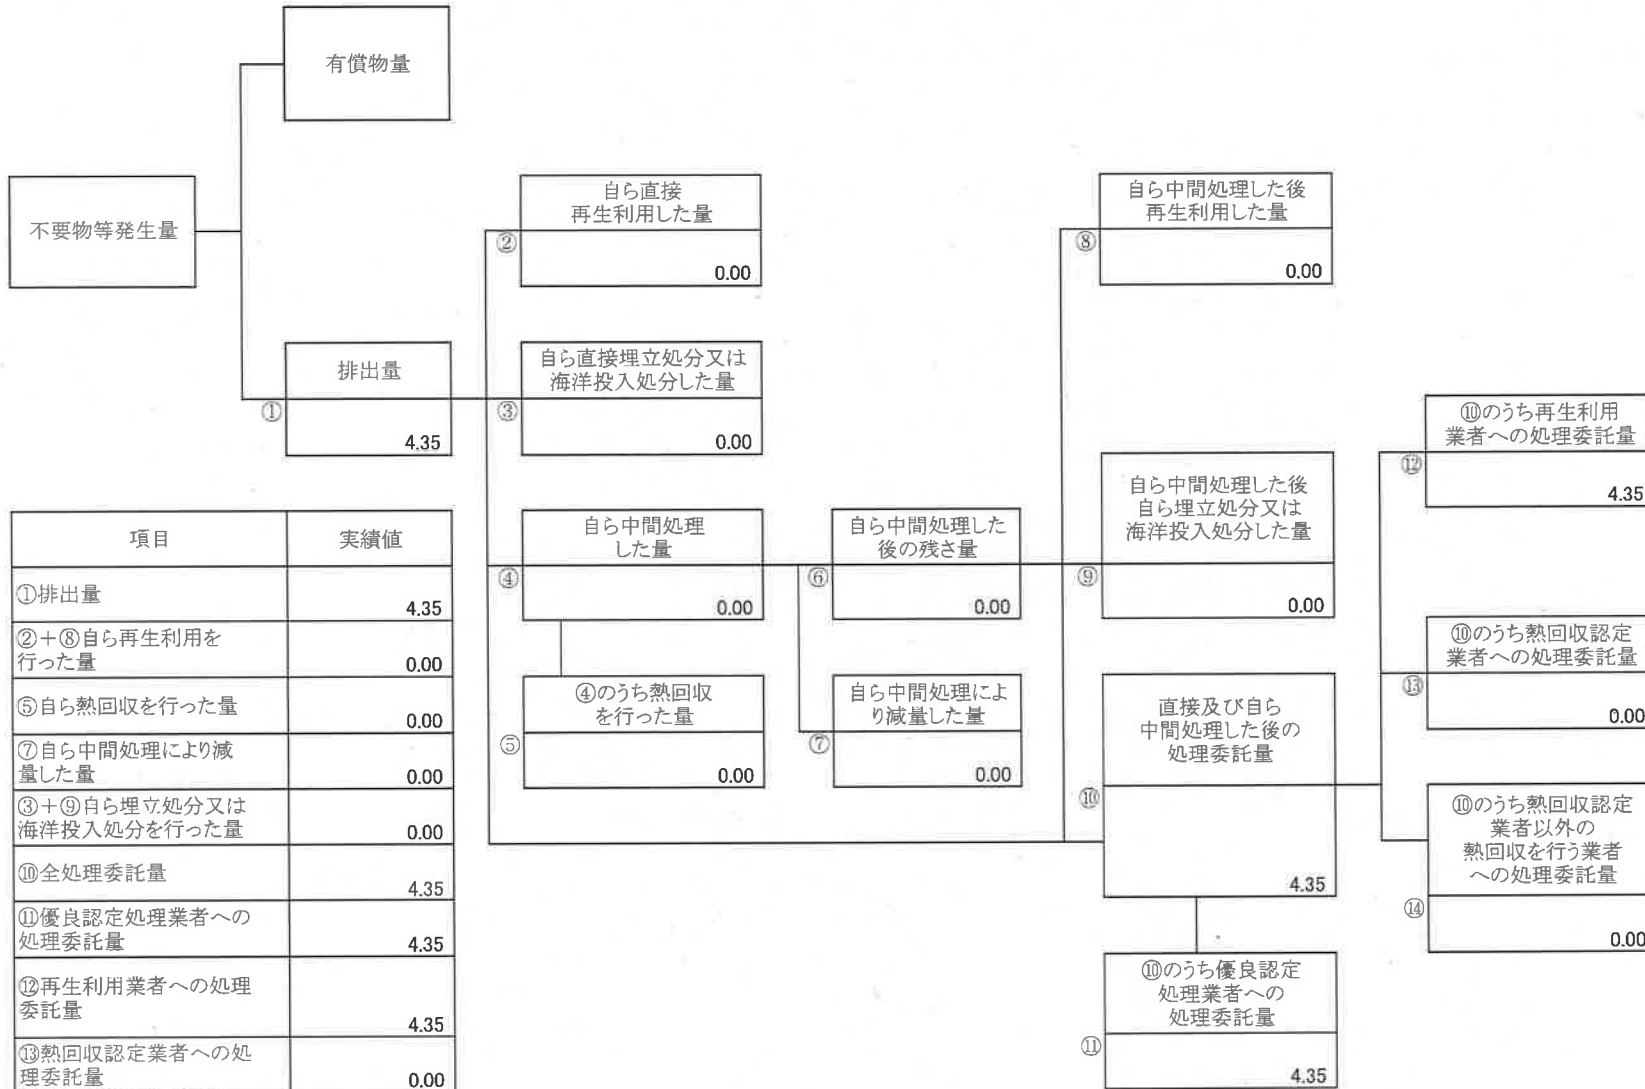 有償物量
不要物等発生量
排出量
①
4.35
自ら直接
再生利用した量
②
0.00
自ら直接埋立処分又は
海洋投入処分した量
③
0.00
自ら中間処理
した量
④
0.00
④のうち熱回収
を行った量
⑤
0.00
自ら中間処理した
後の残さ量
⑥
0.00
自ら中間処理によ
り減量した量
⑦
0.00
自ら中間処理した後
再生利用した量
⑧
0.00
自ら中間処理した後
自ら埋立処分又は
海洋投入処分した量
⑨
0.00
直接及び自ら
中間処理した後の
処理委託量
⑩
4.35
⑩のうち優良認定
処理業者への
処理委託量
⑪
4.35
⑩のうち再生利用
業者への処理委託量
⑫
4.35
⑩のうち熱回収認定
業者への処理委託量
⑬
0.00
⑩のうち熱回収認定
業者以外の
熱回収を行う業者
への処理委託量
⑭
0.00
項目 実績値
①排出量 4.35
②+⑧自ら再生利用を
行った量 0.00
⑤自ら熱回収を行った量 0.00
⑦自ら中間処理により減
量した量 0.00
③+⑨自ら埋立処分又は
海洋投入処分を行った量 0.00
⑩全処理委託量 4.35
⑪優良認定処理業者への
処理委託量 4.35
⑫再生利用業者への処理
委託量 4.35
⑬熱回収認定業者への処
理委託量 0.00